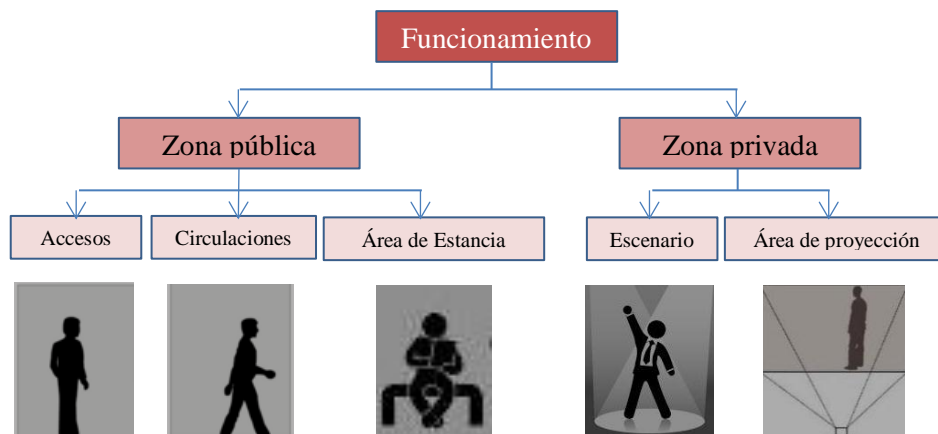 Funcionamiento
Zona pública
Zona privada
Accesos
Circulaciones
Área de Estancia
Escenario
Área de proyección